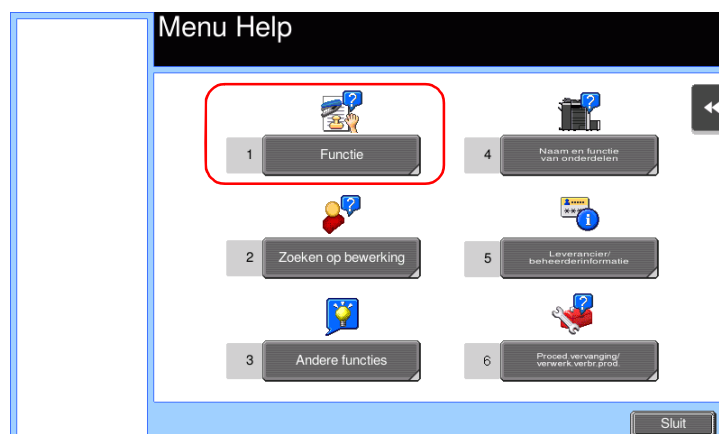 Menu Help
1 Functie
4 Naam en functie
van onderdelen
2 Zoeken op bewerking
5 Leverancier/
beheerderinformatie
3 Andere functies
6 Proced.vervanging/
verwerk.verbr.prod.
Sluit